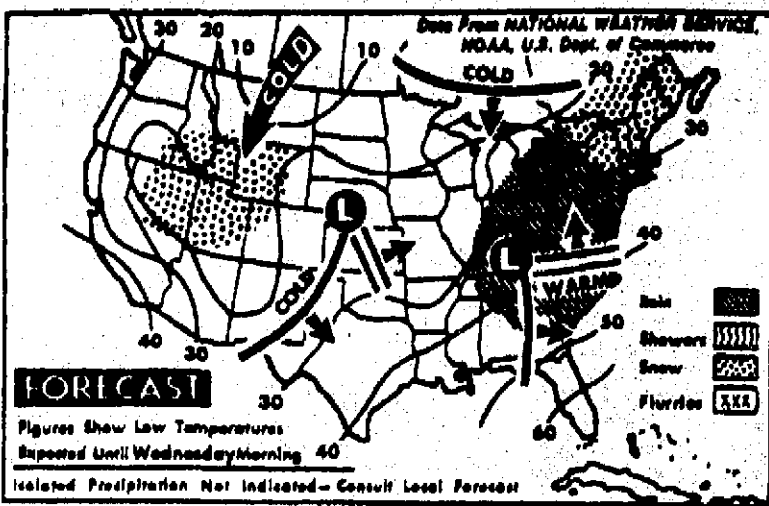 Data From NATIONAL WEATHER SERVICE,
NOAA, U.S. Dept. of Commerce
30 20 10 COLD 10 COLD 20
30
L
COLD
L
40
WARM
40 30 50
30 40 60
Rain
Showers
Snow
Flurries
FORECAST
Figures Show Low Temperatures
Expected Until Wednesday Morning
Isolated Precipitation Not Indicated – Consult Local Forecast